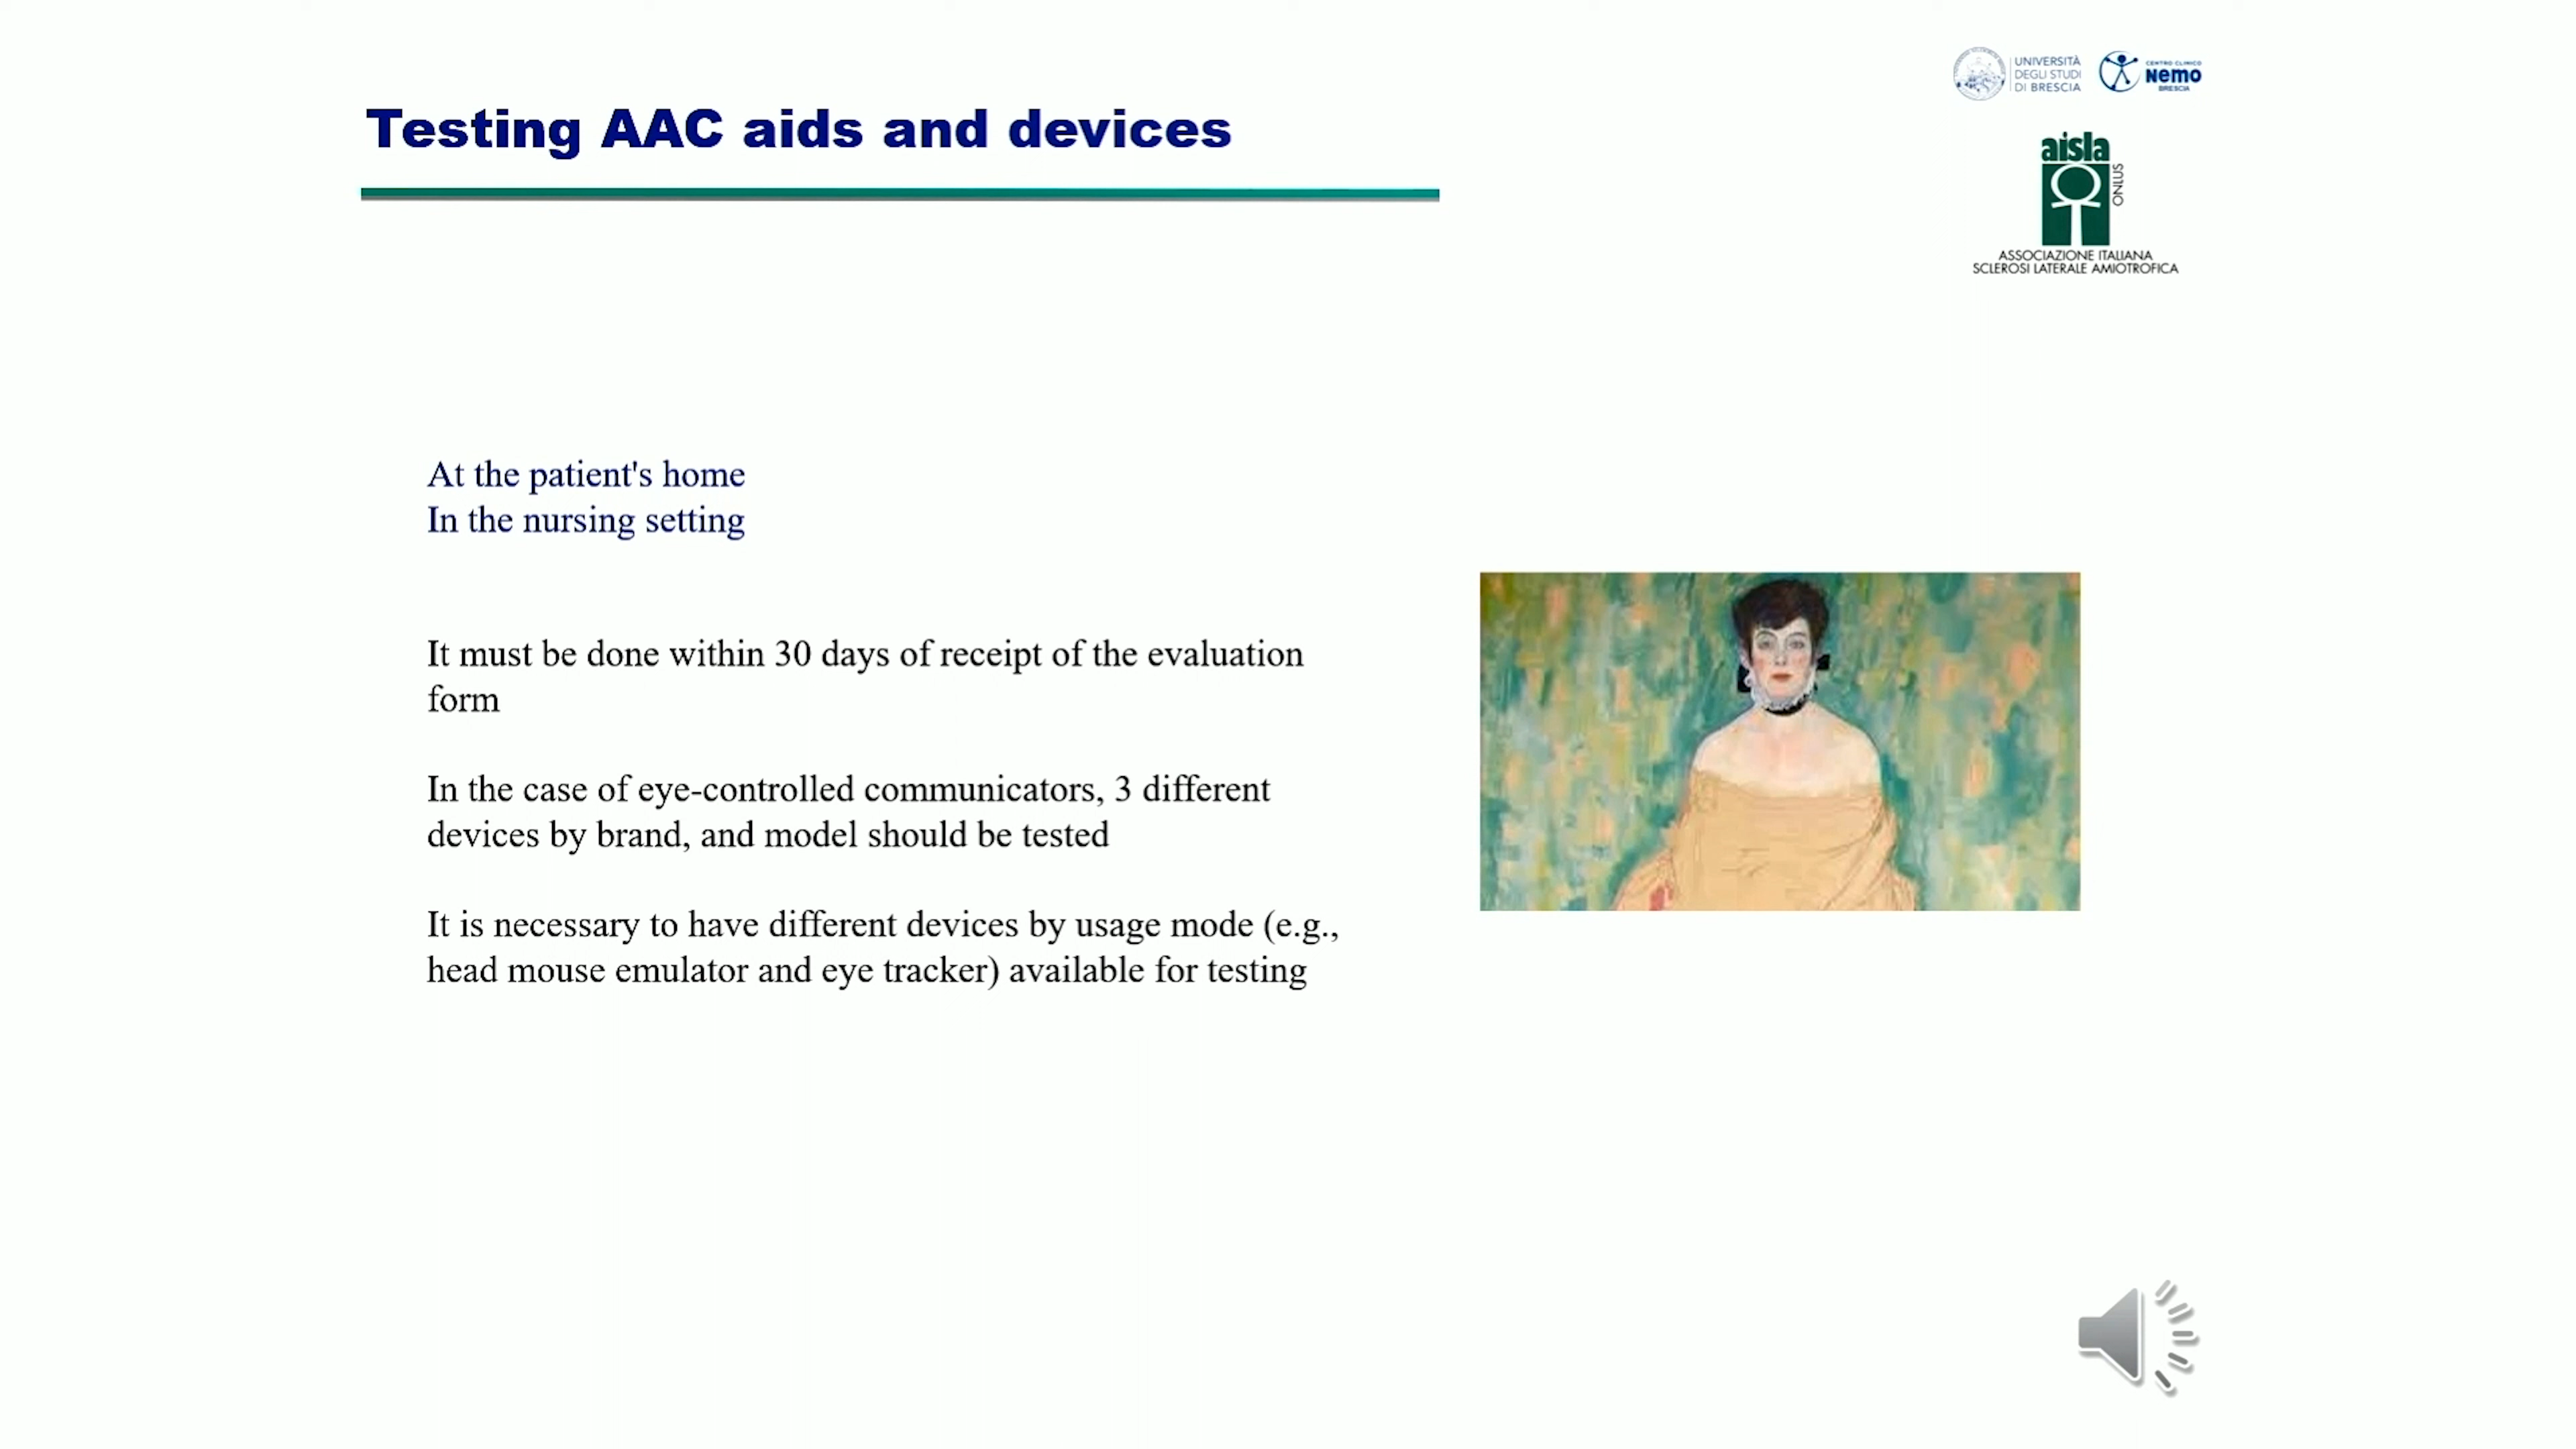 UNIVERSITÀ
DEGLI STUDI
DI BRESCIA
CENTRO CLINICO
NeMO
BRESCIA
Testing AAC aids and devices
aisla
ONLUS
ASSOCIAZIONE ITALIANA
SCLEROSI LATERALE AMIOTROFICA
At the patient's home
In the nursing setting
It must be done within 30 days of receipt of the evaluation
form
In the case of eye-controlled communicators, 3 different
devices by brand, and model should be tested
It is necessary to have different devices by usage mode (e.g.,
head mouse emulator and eye tracker) available for testing